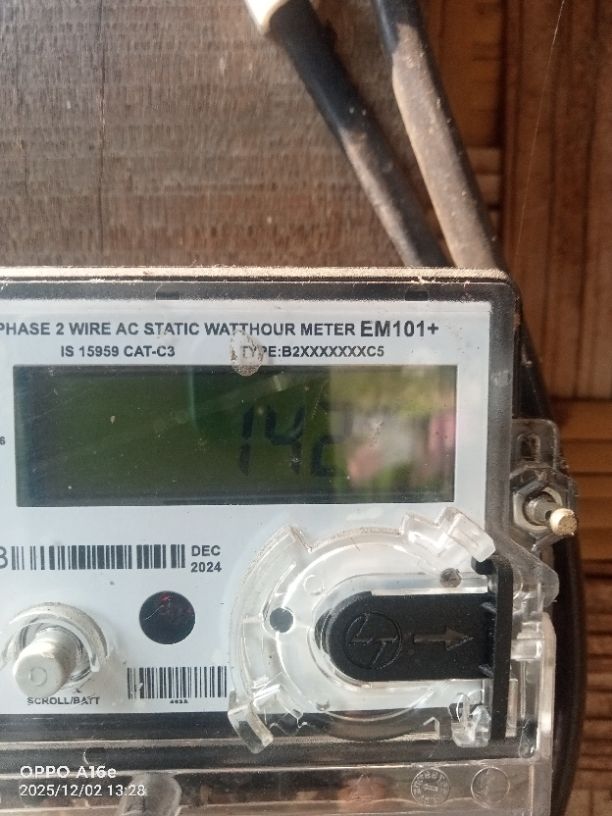 PHASE 2 WIRE AC STATIC WATTHOUR METER EM101+
IS 15959 CAT-C3
TYPE:B2XXXXXXXC5
142
DEC
2024
SCROLL/BATT
OPPO A16e
2025/12/02 13:28